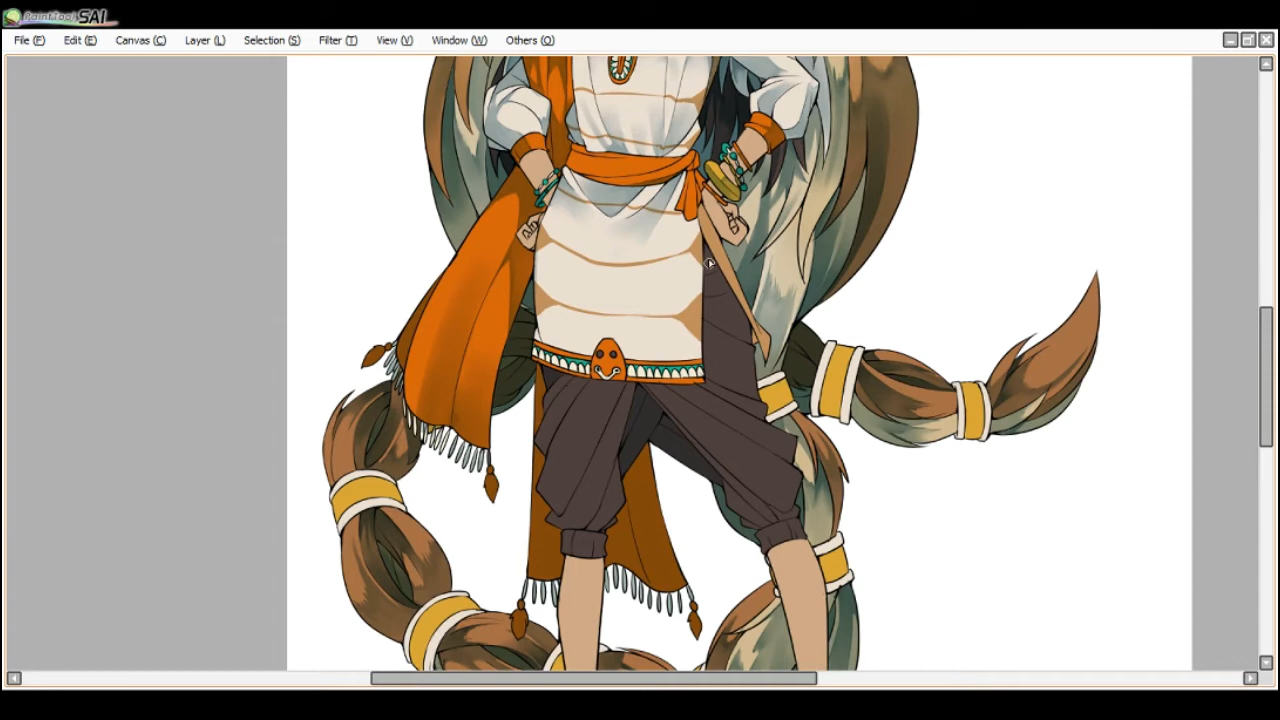 PaintTool SAI
File (F) Edit (E) Canvas (C) Layer (L) Selection (S) Filter (T) View (V) Window (W) Others (O)